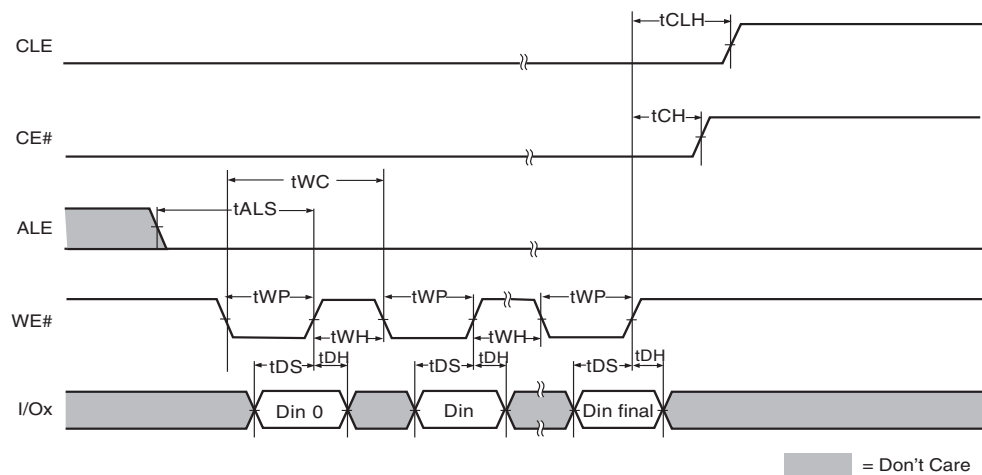 tCLH
CLE
tCH
CE#
tWC
tALS
ALE
tWP tWP tWP
WE#
tWH tWH
tDS tDH tDS tDH tDS tDH
I/Ox Din 0 Din Din final
= Don't Care